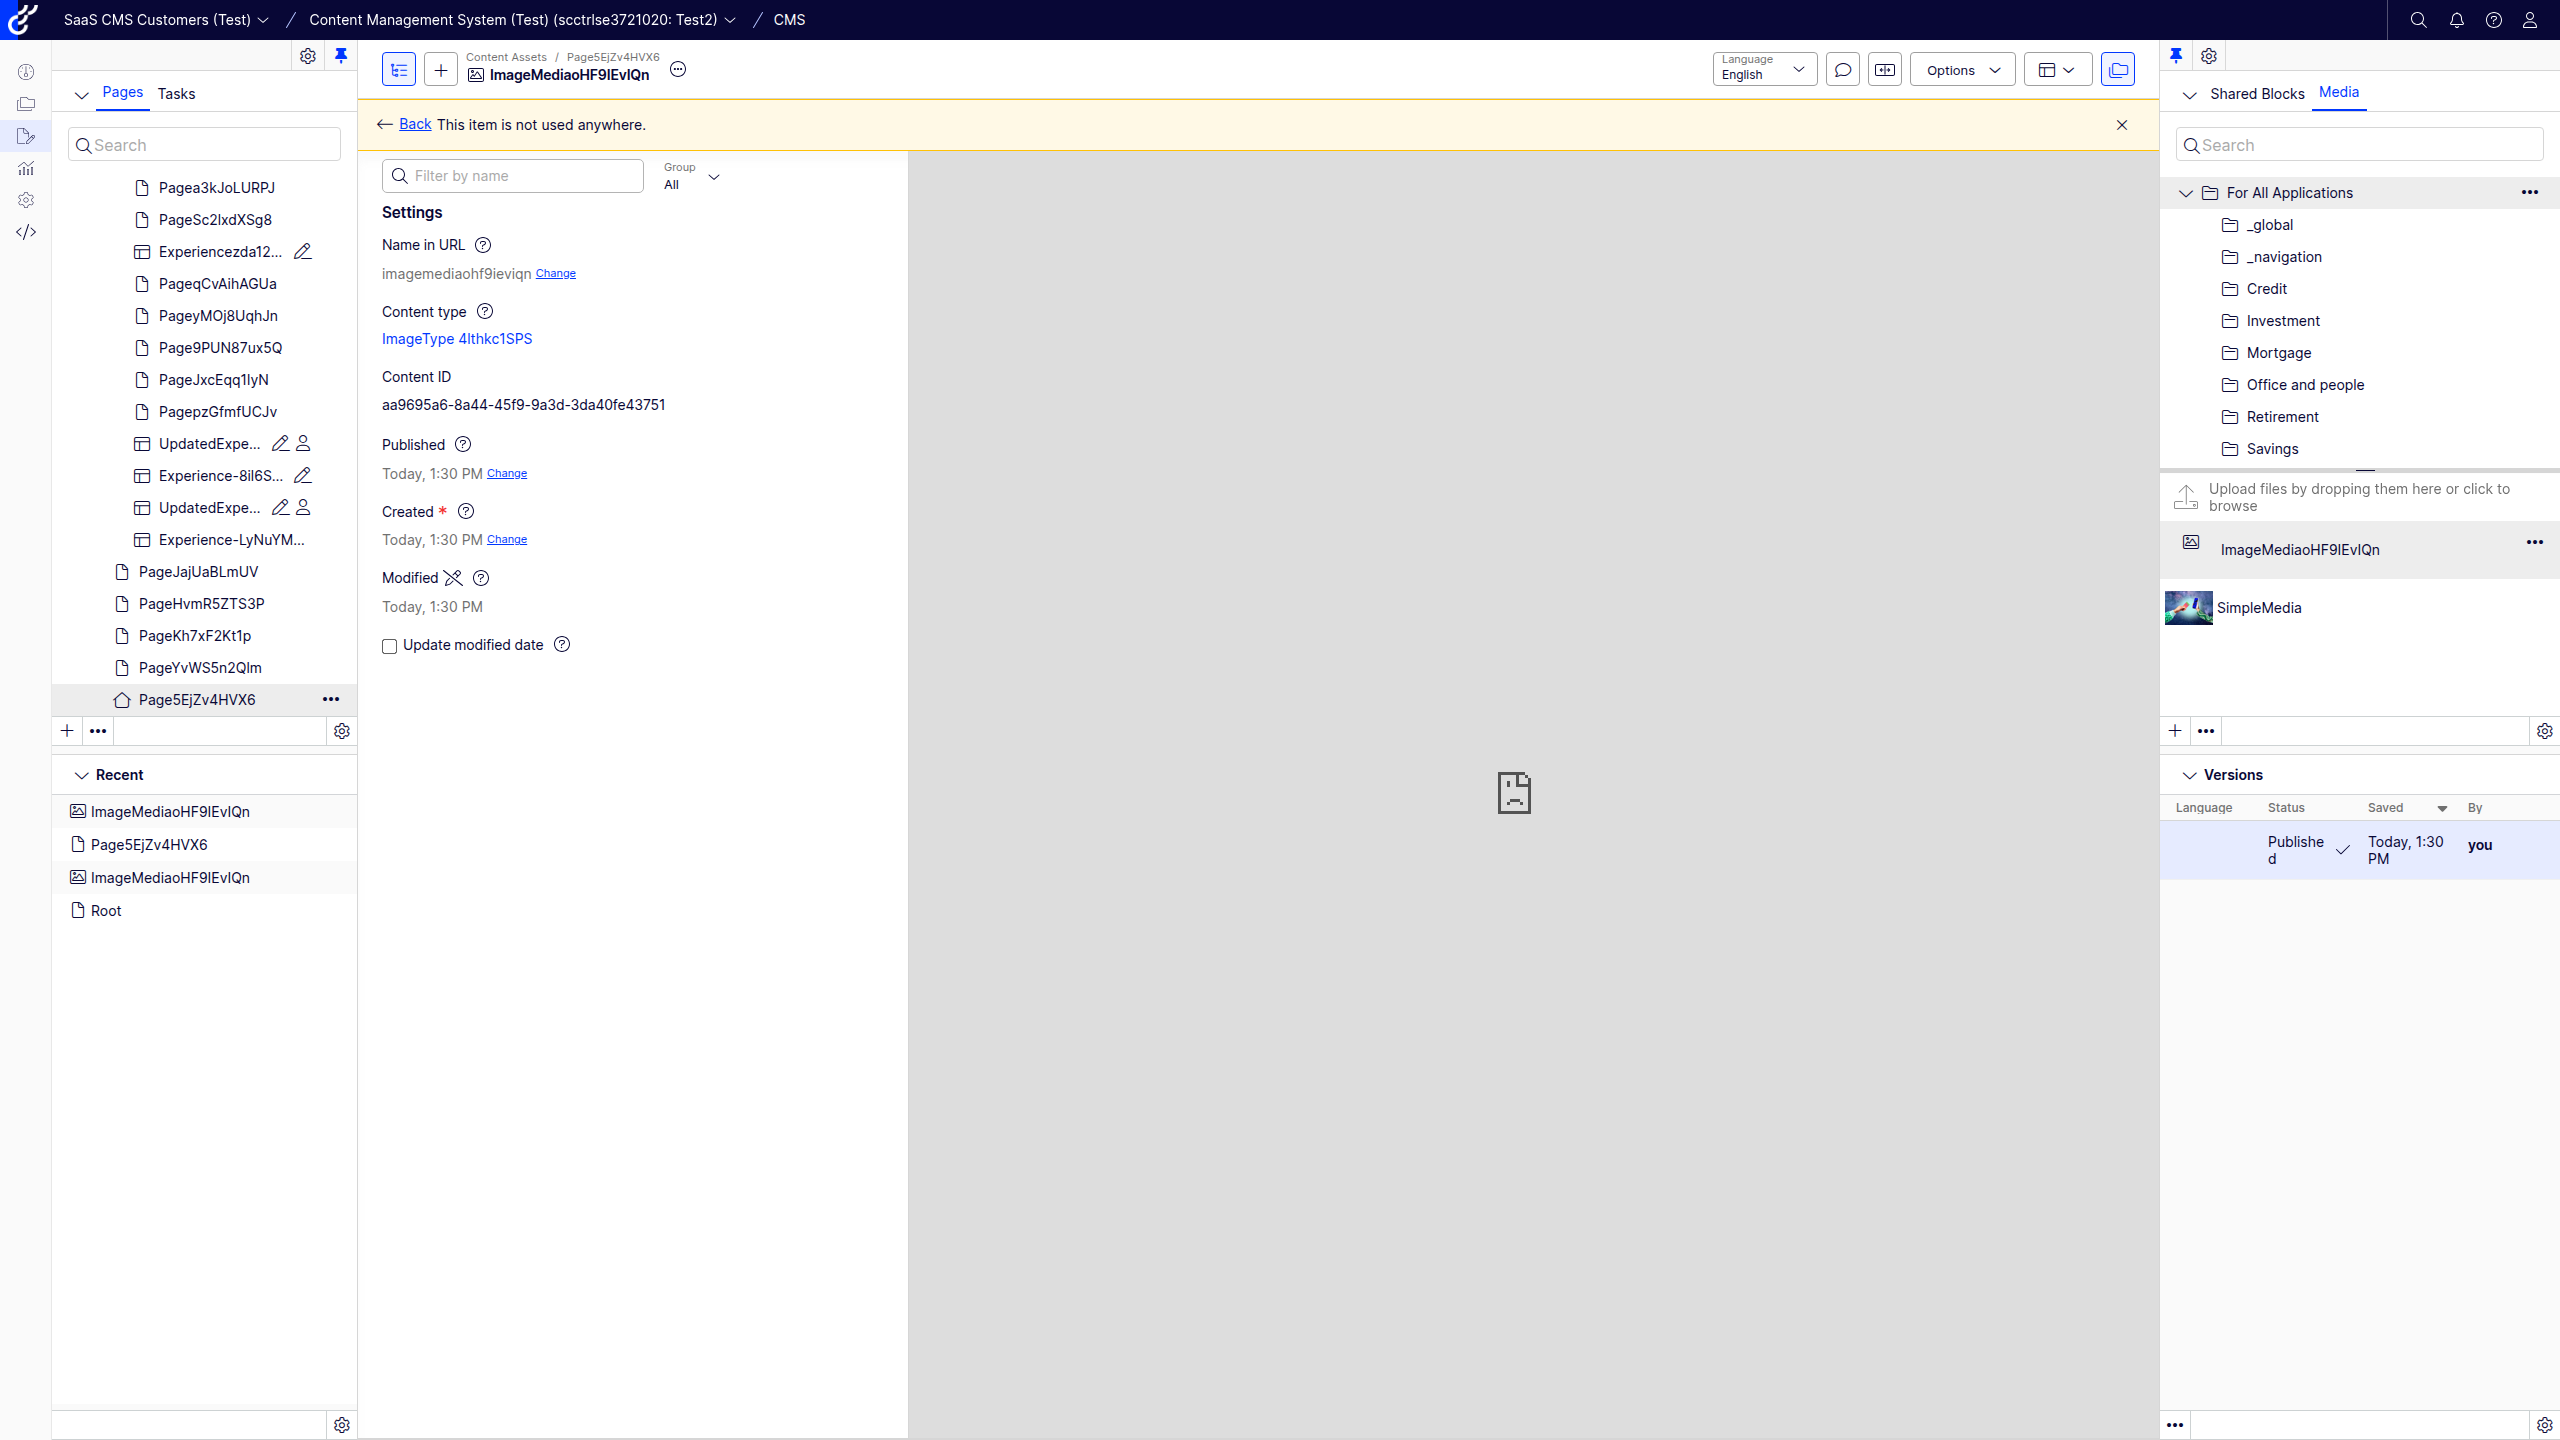 SaaS CMS Customers (Test)
Content Management System (Test) (scctrlse3721020: Test2)
CMS
Pages
Tasks
Search
Pagea3kJoLURPJ
PageSc2lxdXSg8
Experiencezda12...
PageqCvAihAGUa
PageyMOj8UqhJn
Page9PUN87ux5Q
PageJxcEqq1lyN
PagepzGfmfUCJv
UpdatedExpe...
Experience-8il6S...
UpdatedExpe...
Experience-LyNuYM...
PageJajUaBLmUV
PageHvmR5ZTS3P
PageKh7xF2Kt1p
PageYvWS5n2Qlm
Page5EjZv4HVX6
Recent
ImageMediaoHF9IEvIQn
Page5EjZv4HVX6
ImageMediaoHF9IEvIQn
Root
Content Assets / Page5EjZv4HVX6
ImageMediaoHF9IEvIQn
Language
English
Options
Back This item is not used anywhere.
Filter by name
Group
All
Settings
Name in URL
imagemediaohf9ieviqn Change
Content type
ImageType 4lthkc1SPS
Content ID
aa9695a6-8a44-45f9-9a3d-3da40fe43751
Published
Today, 1:30 PM Change
Created *
Today, 1:30 PM Change
Modified
Today, 1:30 PM
Update modified date
Shared Blocks
Media
Search
For All Applications
_global
_navigation
Credit
Investment
Mortgage
Office and people
Retirement
Savings
Upload files by dropping them here or click to
browse
ImageMediaoHF9IEvIQn
SimpleMedia
Versions
Language Status Saved By
Publishe
d
Today, 1:30
PM
you